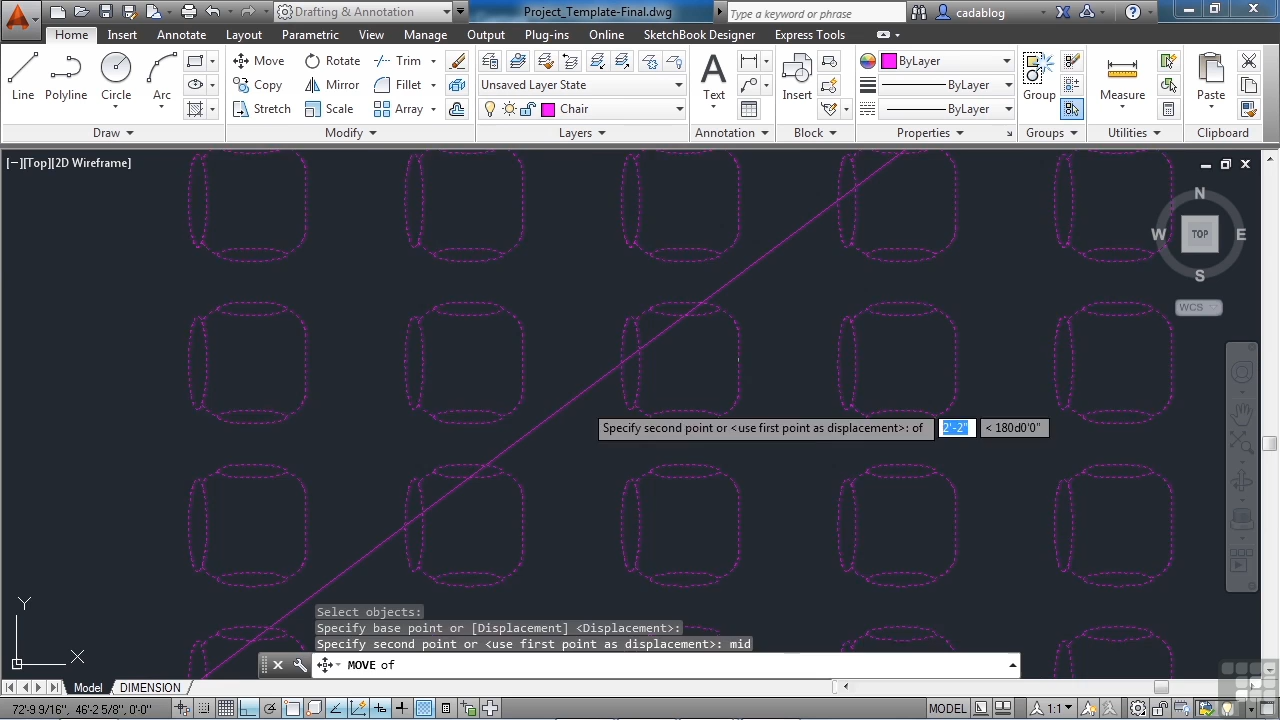 Drafting & Annotation
Project_Template-Final.dwg
Type a keyword or phrase
cadablog
Home Insert Annotate Layout Parametric View Manage Output Plug-ins Online SketchBook Designer Express Tools
Line
Polyline
Circle
Arc
Draw
Move
Rotate
Trim
Copy
Mirror
Fillet
Stretch
Scale
Array
Modify
Unsaved Layer State
Chair
Layers
Text
Annotation
Insert
Block
ByLayer
ByLayer
ByLayer
Properties
Group
Groups
Measure
Utilities
Paste
Clipboard
[−][Top][2D Wireframe]
N
W TOP E
S
WCS
Specify second point or <use first point as displacement>: of 2'-2" < 180d0'0"
Select objects:
Specify base point or [Displacement] <Displacement>:
Specify second point or <use first point as displacement>: mid
MOVE of
Y
X
Model DIMENSION
72'-9 9/16", 46'-2 5/8", 0'-0"
MODEL
1:1